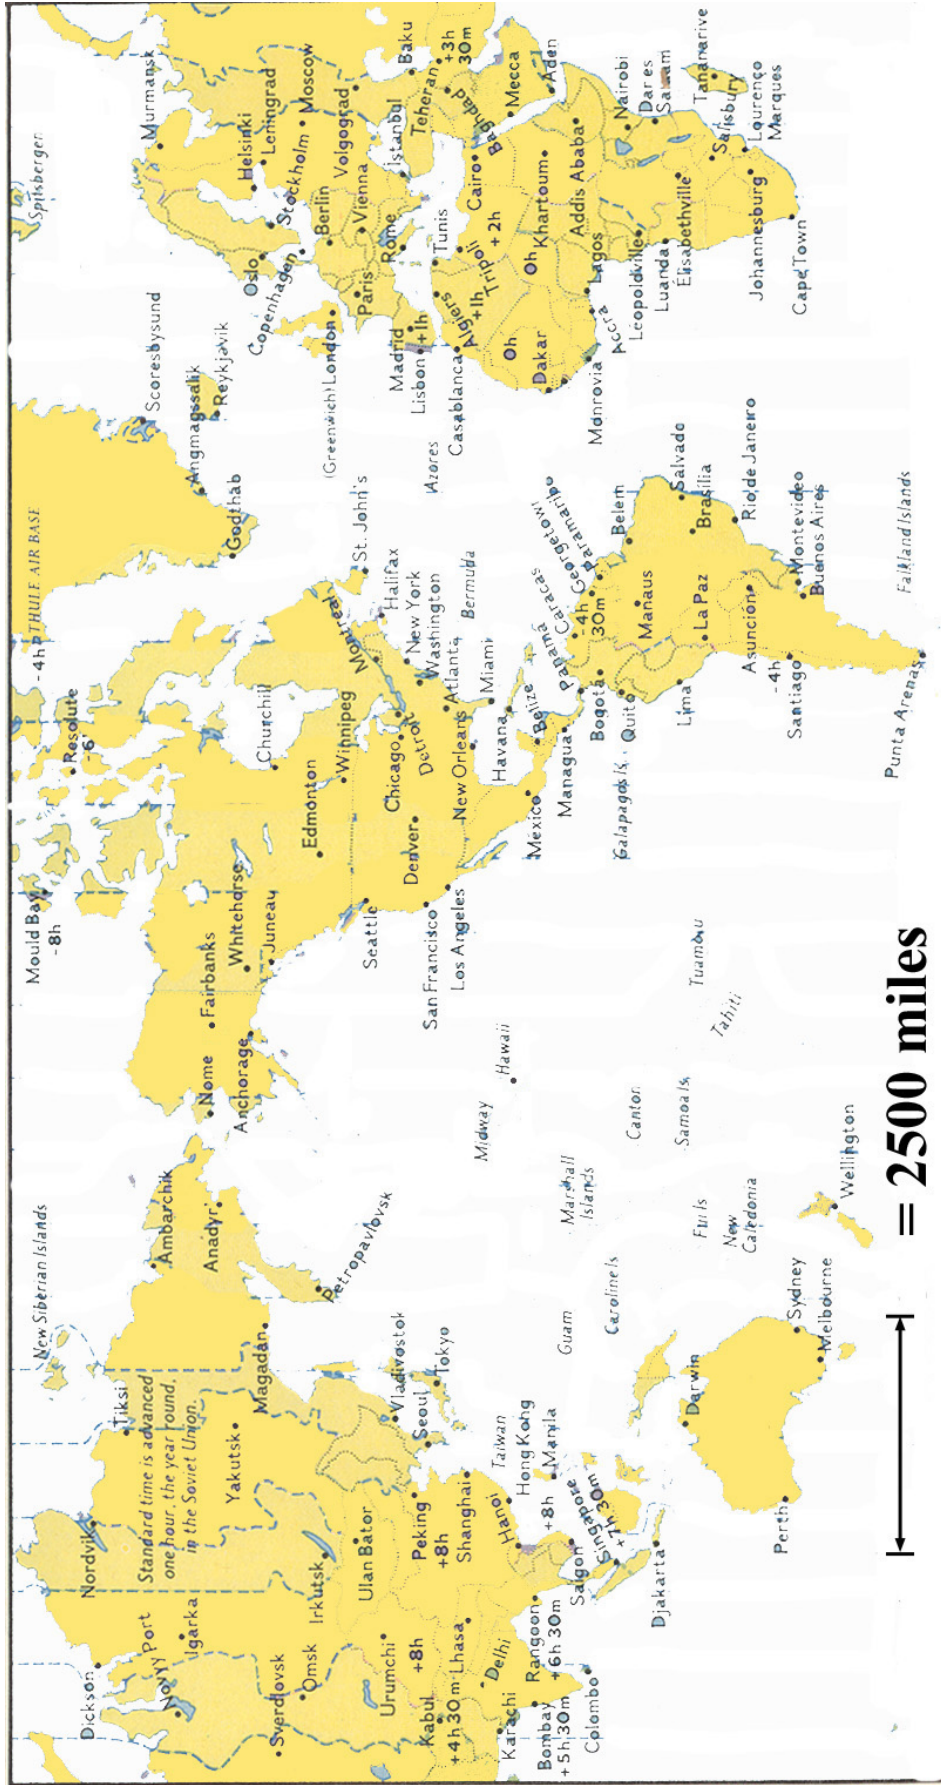 New Siberian Islands
Mould Bay
- 8h
Resolute
- 6
- 4h
THULE AIR BASE
Spitsbergen
Dickson
Nordvik
Tiksi
Standard time is advanced
one hour, the year round,
in the Soviet Union.
Novyy Port
Igarka
Yakutsk
Ambarchik
Anadyr'
Nome
Fairbanks
Whitehorse
Anchorage
Juneau
Churchill
Godthab
Angmagssalik
Scoresbysund
Reykjavik
Murmansk
Sverdlovsk
Omsk
Irkutsk
Magadan
Petropavlovsk
Edmonton
Winnipeg
Montreal
St. John's
Halifax
(Greenwich) London
Oslo
Copenhagen
Helsinki
Leningrad
Stockholm
Moscow
Berlin
Volgograd
Vienna
Paris
Rome
Istanbul
Baku
Teheran
+3h
30m
Urumchi
Ulan Bator
+8h
Peking
+8h
Seoul
Vladivostok
Tokyo
Seattle
San Francisco
Los Angeles
Denver
Chicago
Detroit
New York
Washington
Atlanta
New Orleans
Miami
Bermuda
Azores
Madrid
Lisbon
+1h
Casablanca
Algiers
+1h
Tunis
Tripoli
+2h
Cairo
Baghdad
Mecca
Aden
Kabul
+4h 30m
Lhasa
Delhi
Karachi
Bombay
+5h 30m
Colombo
Rangoon
+6h 30m
Shanghai
Hanoi
Hong Kong
Taiwan
+8h
Manila
Saigon
Singapore
+7h 30m
Djakarta
Midway
Hawaii
Guam
Marshall
Islands
Caroline Is
Canton
Samoa Is,
Fiji Is
New
Caledonia
Tahiti
Tuamotu
Havana
Mexico
Belize
Managua
Panama
Caracas
- 4h
30m
Georgetown
Paramaribo
Bogota
Quito
Galapagos Is.
Belem
Manaus
Lima
La Paz
Brasilia
Salvador
Rio de Janeiro
Asuncion
- 4h
Santiago
Montevideo
Buenos Aires
Punta Arenas
Falkland Islands
Dakar
0h
0h
Khartoum
Addis Ababa
Monrovia
Accra
Lagos
Leopoldville
Luanda
Elisabethville
Nairobi
Dar es
Salaam
Tananarive
Salisbury
Lourenço
Marques
Johannesburg
Cape Town
Darwin
Perth
Sydney
Melbourne
Wellington
= 2500 miles